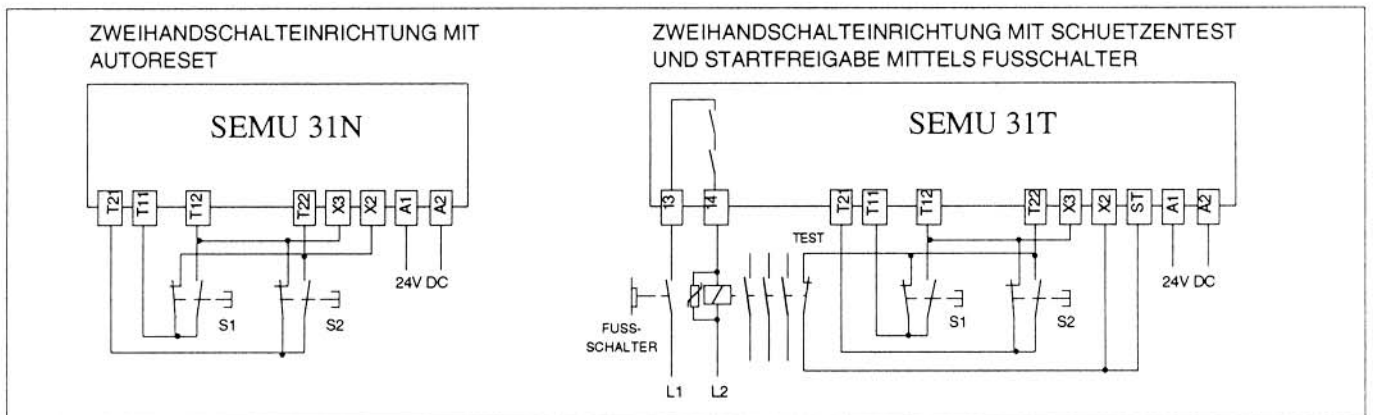 ZWEIHANDSCHALTEINRICHTUNG MIT
AUTORESET
SEMU 31N
T21 T11 T12 T22 X3 X2 A1 A2
24V DC
S1 S2
ZWEIHANDSCHALTEINRICHTUNG MIT SCHUETZENTEST
UND STARTFREIGABE MITTELS FUSSCHALTER
SEMU 31T
13 14 T21 T11 T12 T22 X3 X2 ST A1 A2
TEST
24V DC
S1 S2
FUSS-
SCHALTER
L1 L2